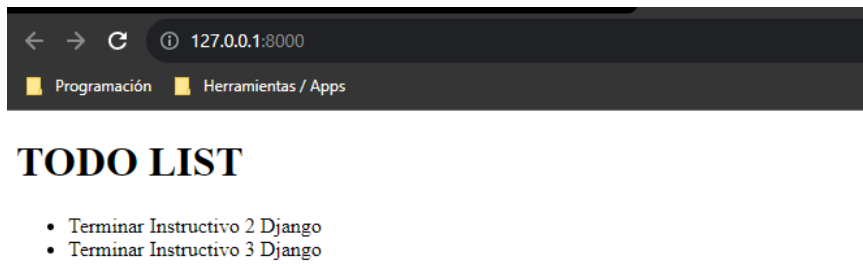 127.0.0.1:8000
Programación Herramientas / Apps
TODO LIST
Terminar Instructivo 2 Django
Terminar Instructivo 3 Django